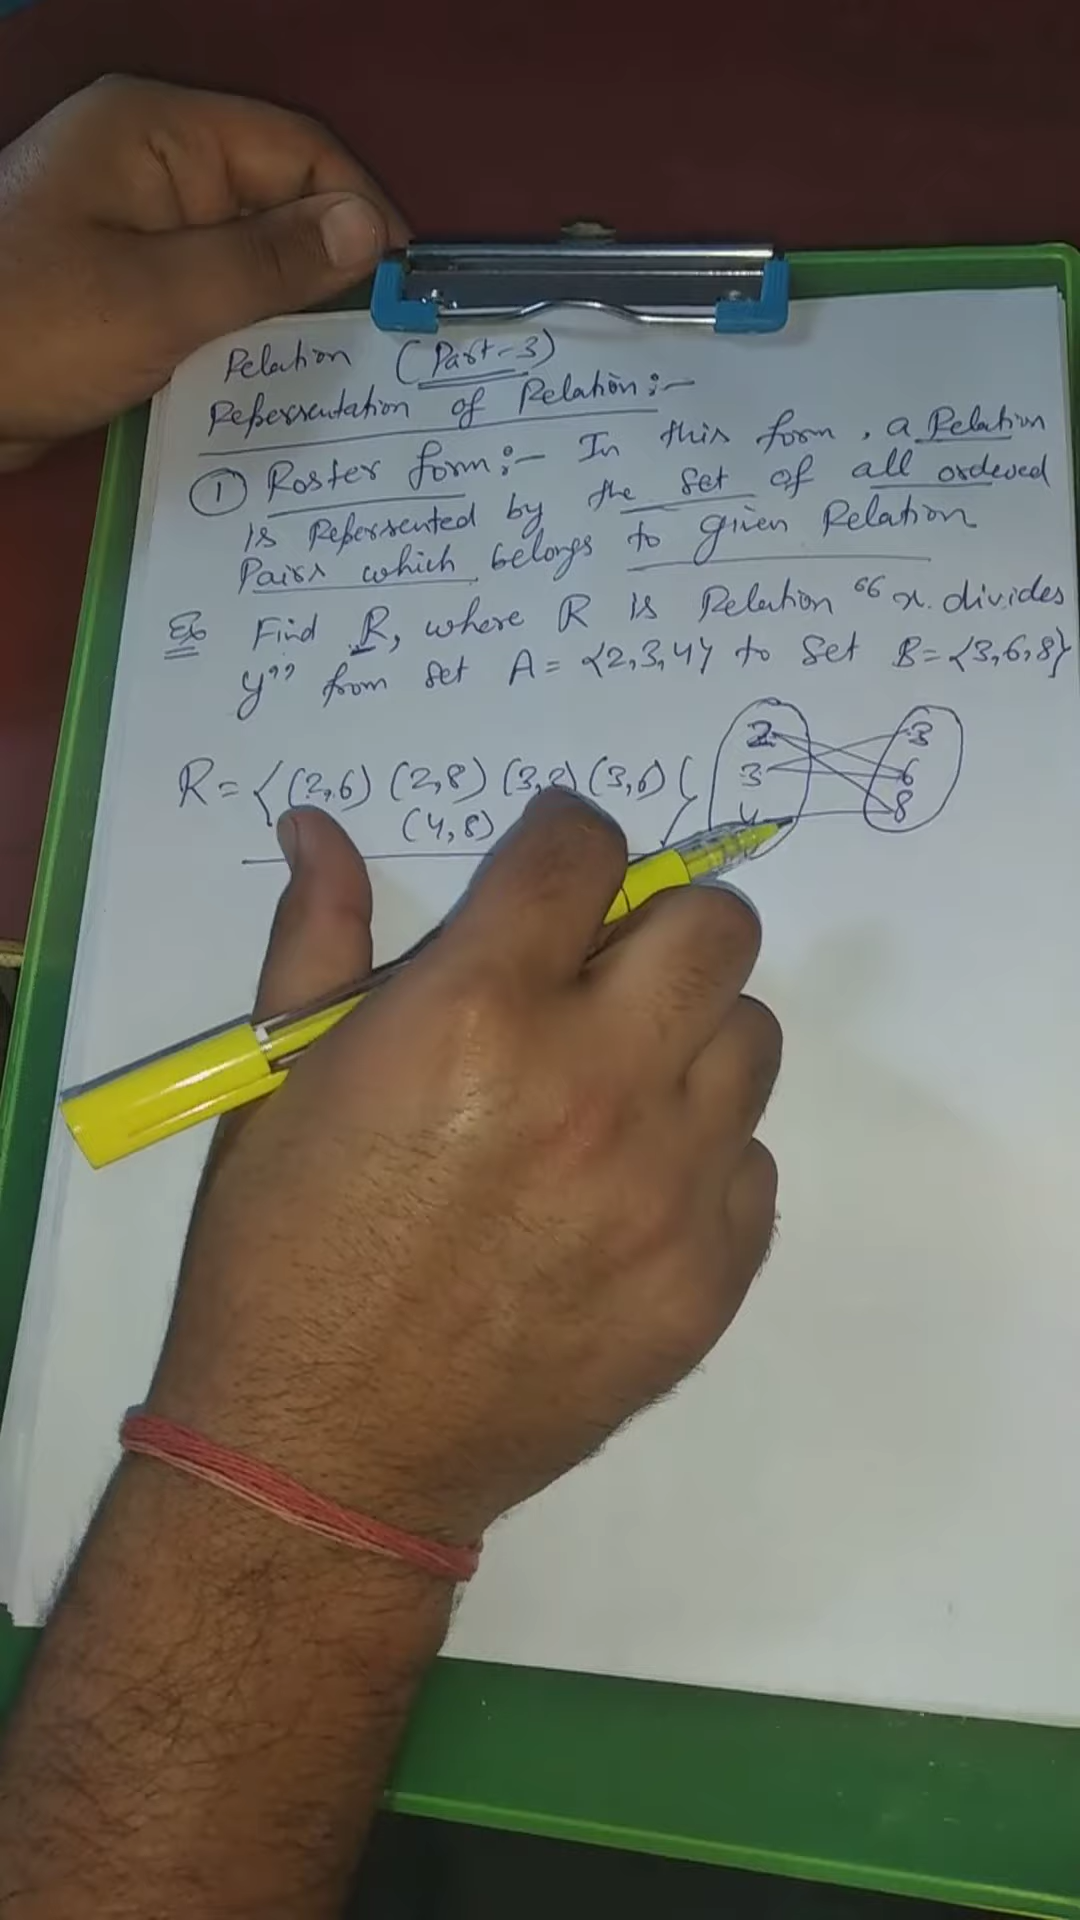 Relation (Part-3)
Representation of Relation:-
① Roster form:- In this form, a Relation
is Represented by the set of all ordered
Pairs which belongs to given Relation
Ex Find R, where R is Relation "x divides
y" from set A = {2,3,4} to set B = {3,6,8}
R = { (2,6) (2,8) (3,3) (3,6) (
(4,8)
2 3
3 6
4 8